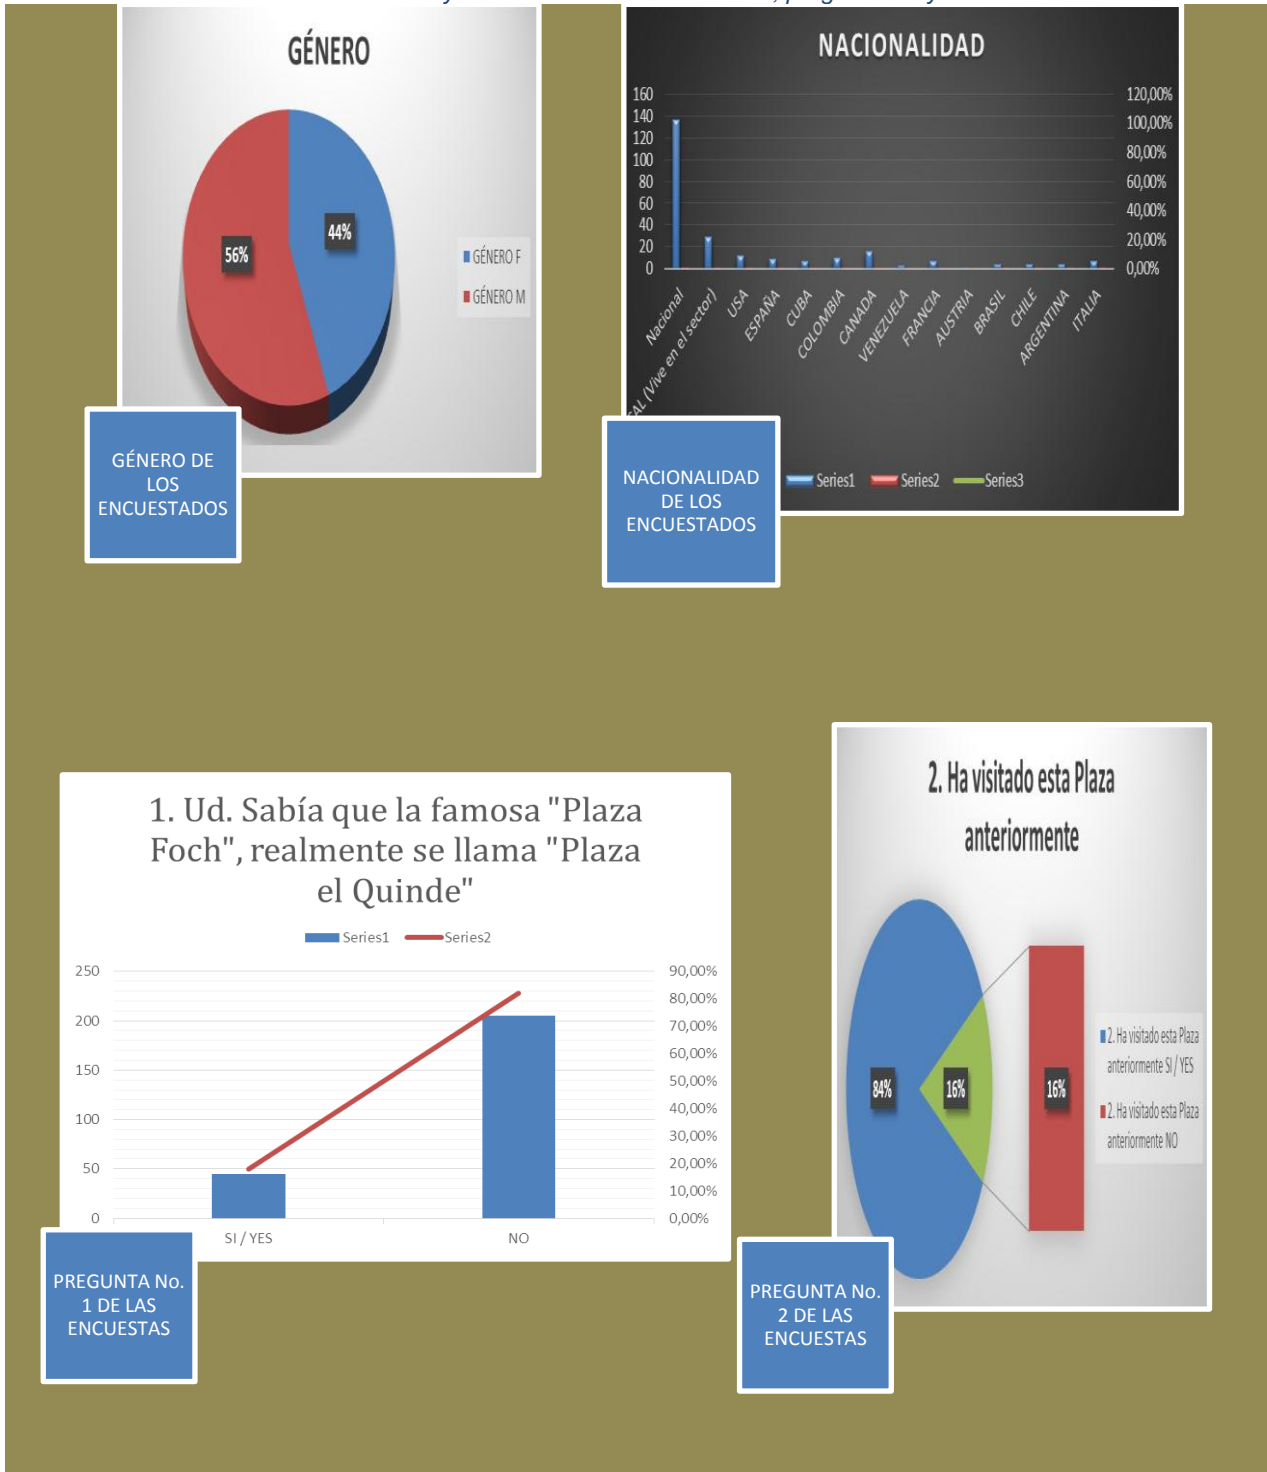 GÉNERO
56%
44%
GÉNERO F
GÉNERO M
GÉNERO DE
LOS
ENCUESTADOS
NACIONALIDAD
160
140
120
100
80
60
40
20
0
120,00%
100,00%
80,00%
60,00%
40,00%
20,00%
0,00%
Nacional
(Vive en el sector)
USA
ESPAÑA
CUBA
COLOMBIA
CANADA
VENEZUELA
FRANCIA
AUSTRIA
BRASIL
CHILE
ARGENTINA
ITALIA
Series1 Series2 Series3
NACIONALIDAD
DE LOS
ENCUESTADOS
1. Ud. Sabía que la famosa "Plaza
Foch", realmente se llama "Plaza
el Quinde"
Series1 Series2
250
200
150
100
50
0
90,00%
80,00%
70,00%
60,00%
50,00%
40,00%
30,00%
20,00%
10,00%
0,00%
SI / YES
NO
PREGUNTA No.
1 DE LAS
ENCUESTAS
2. Ha visitado esta Plaza
anteriormente
84%
16%
16%
2. Ha visitado esta Plaza
anteriormente SI / YES
2. Ha visitado esta Plaza
anteriormente NO
PREGUNTA No.
2 DE LAS
ENCUESTAS